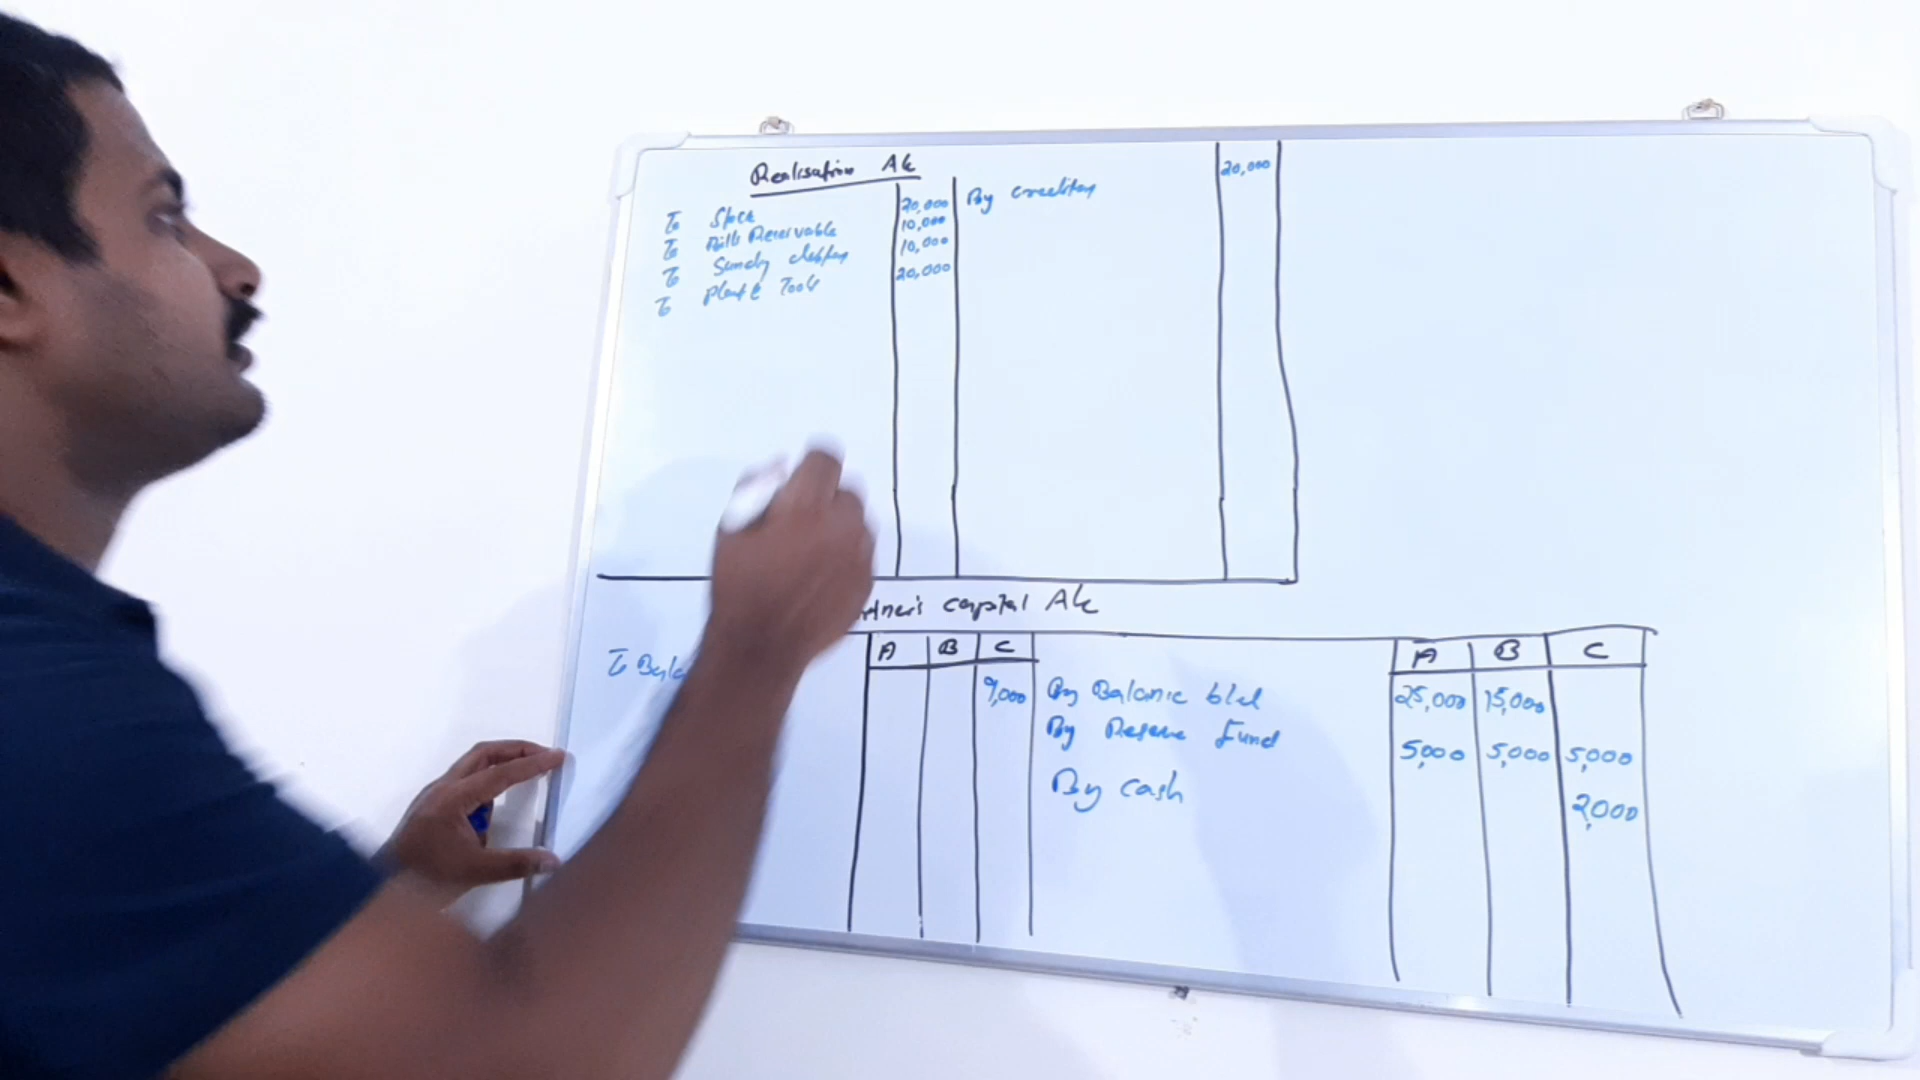 Realisation A/c
To Stock 20,000 By creditors 20,000
To Bills Receivable 10,000
To Sundry debtors 10,000
To Plant & Tools 20,000
capital A/c
A B C A B C
To 9,000 By Balance b/d 25,000 15,000
By Reserve Fund 5,000 5,000 5,000
By cash 2,000